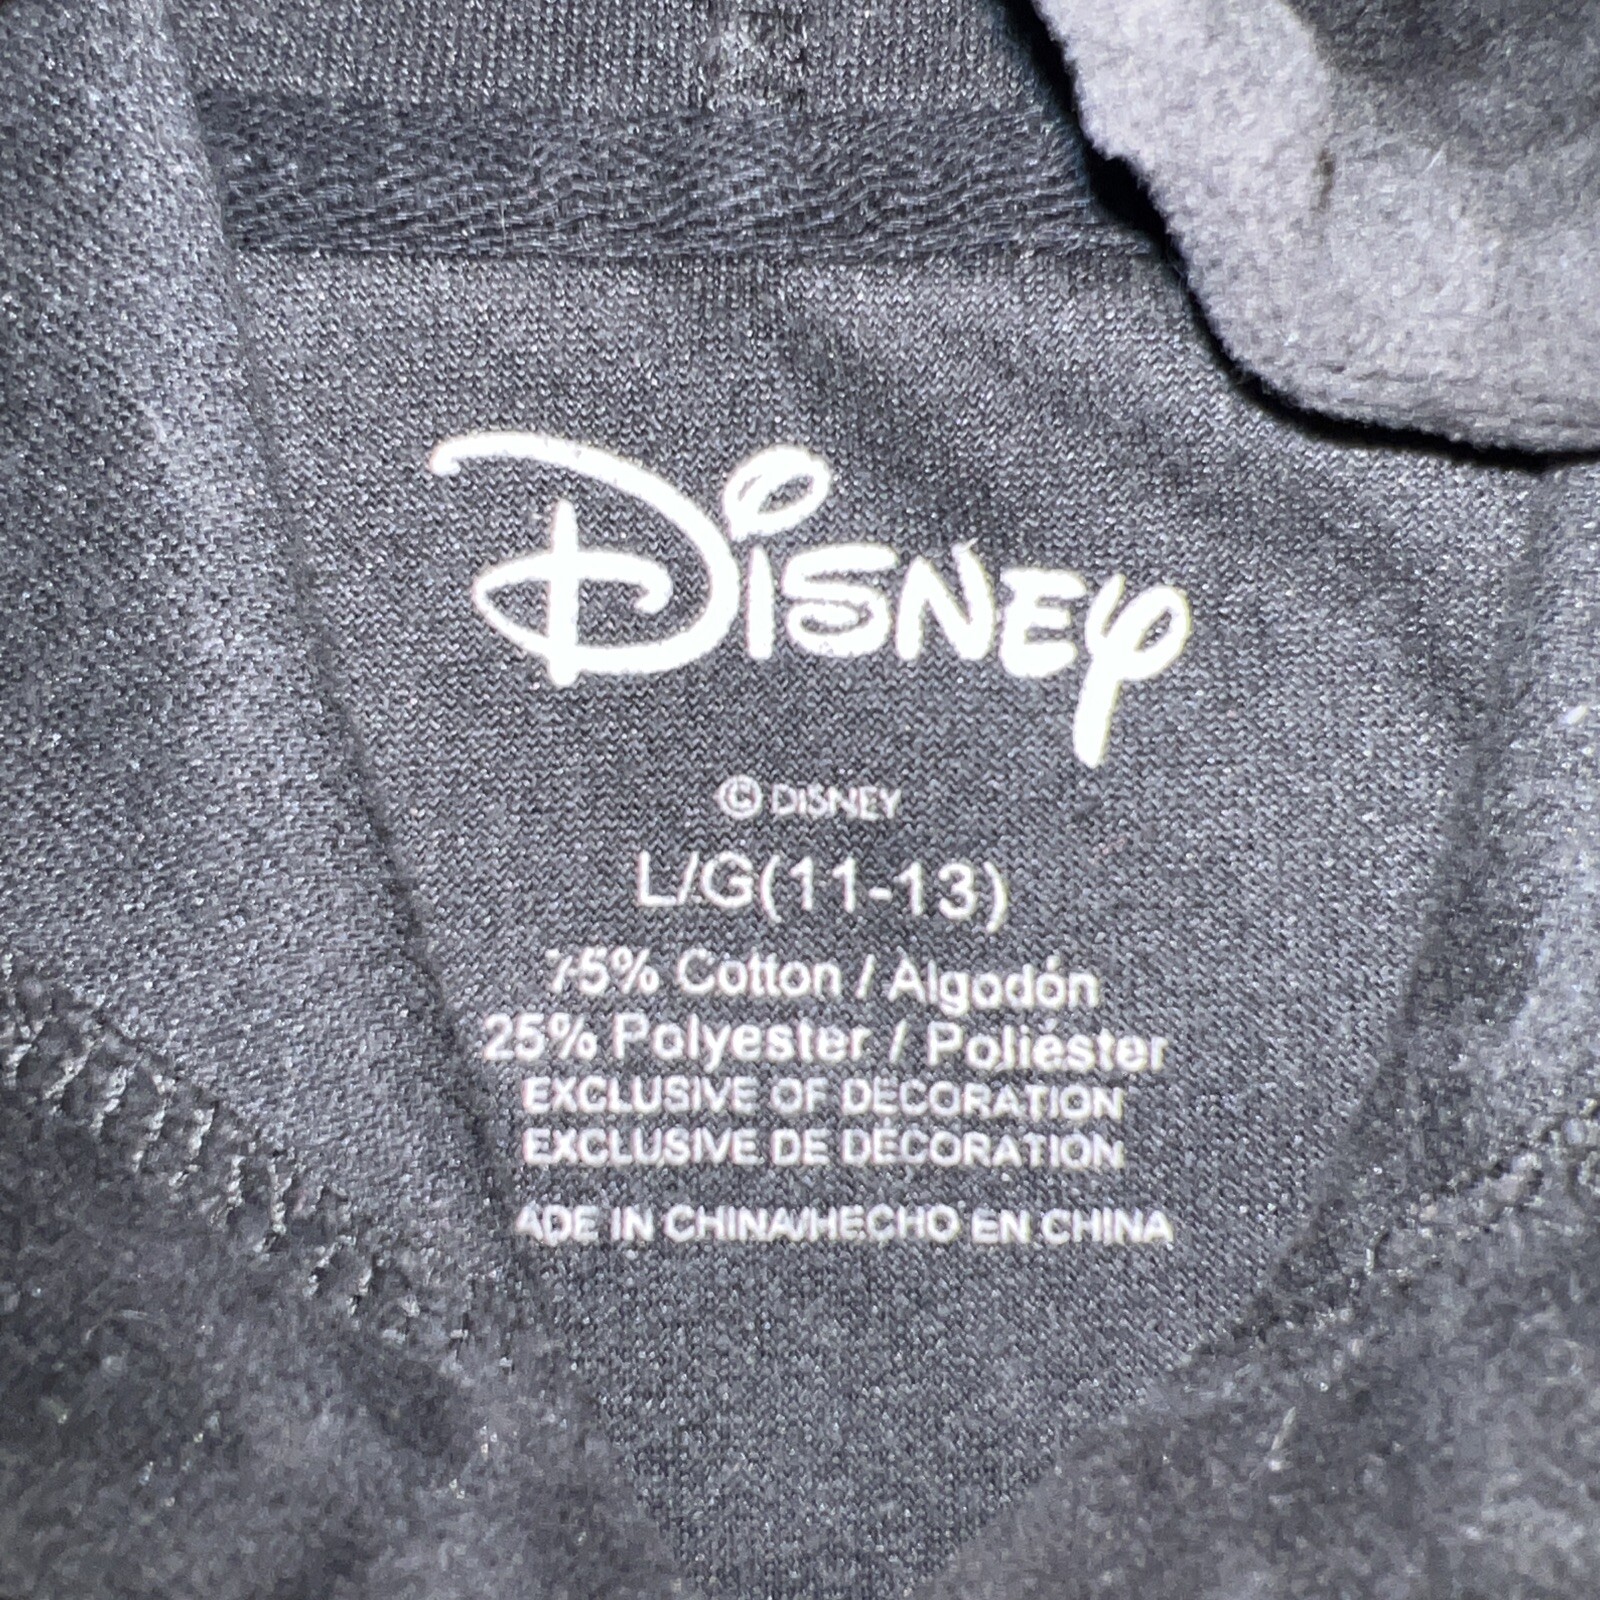 Disney
© DISNEY
L/G(11-13)
75% Cotton / Algodón
25% Polyester / Poliéster
EXCLUSIVE OF DECORATION
EXCLUSIVE DE DÉCORATION
ADE IN CHINA/HECHO EN CHINA